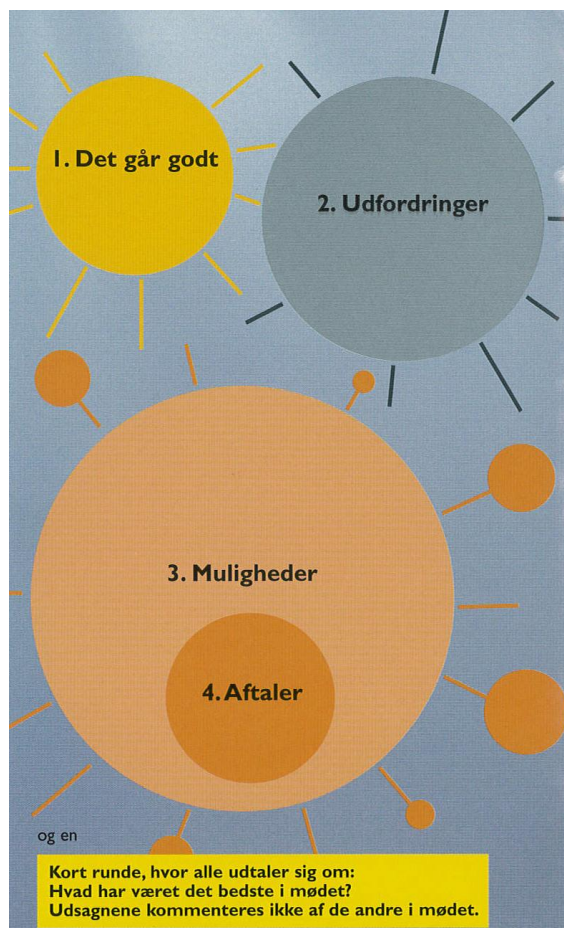 1. Det går godt
2. Udfordringer
3. Muligheder
4. Aftaler
og en
Kort runde, hvor alle udtaler sig om:
Hvad har været det bedste i mødet?
Udsagnene kommenteres ikke af de andre i mødet.